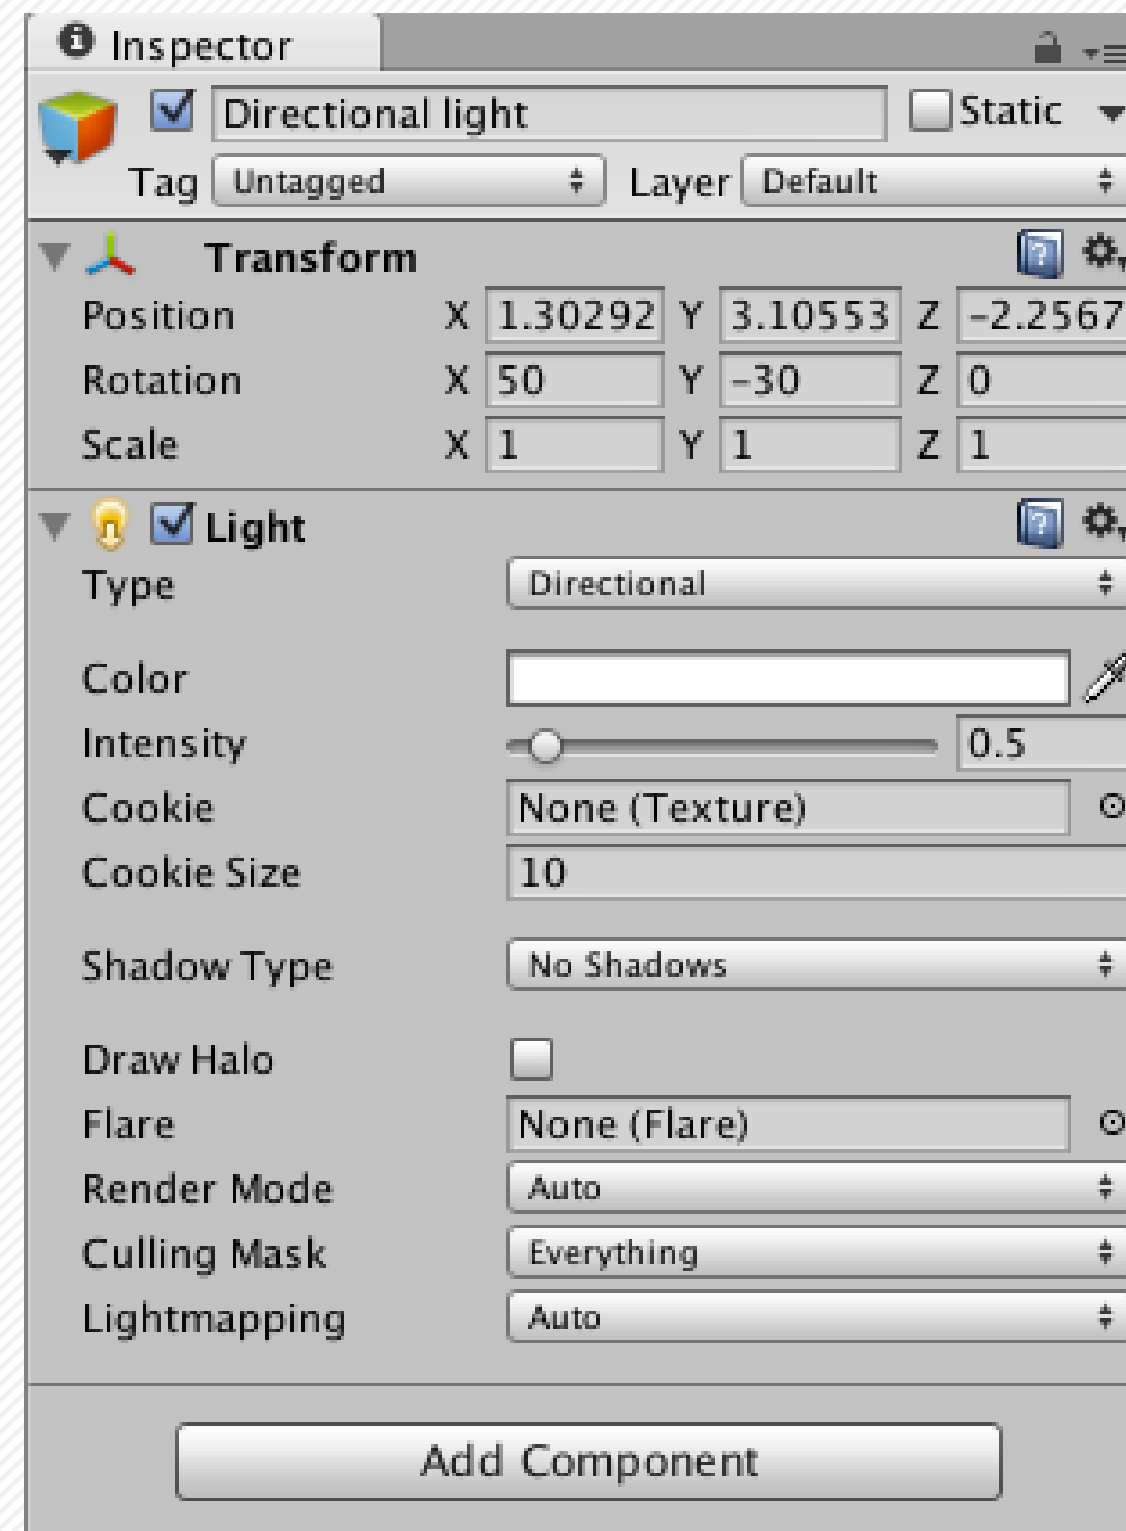 Inspector
Directional light Static
Tag Untagged Layer Default
Transform
Position X 1.30292 Y 3.10553 Z -2.2567
Rotation X 50 Y -30 Z 0
Scale X 1 Y 1 Z 1
Light
Type Directional
Color
Intensity 0.5
Cookie None (Texture)
Cookie Size 10
Shadow Type No Shadows
Draw Halo
Flare None (Flare)
Render Mode Auto
Culling Mask Everything
Lightmapping Auto
Add Component